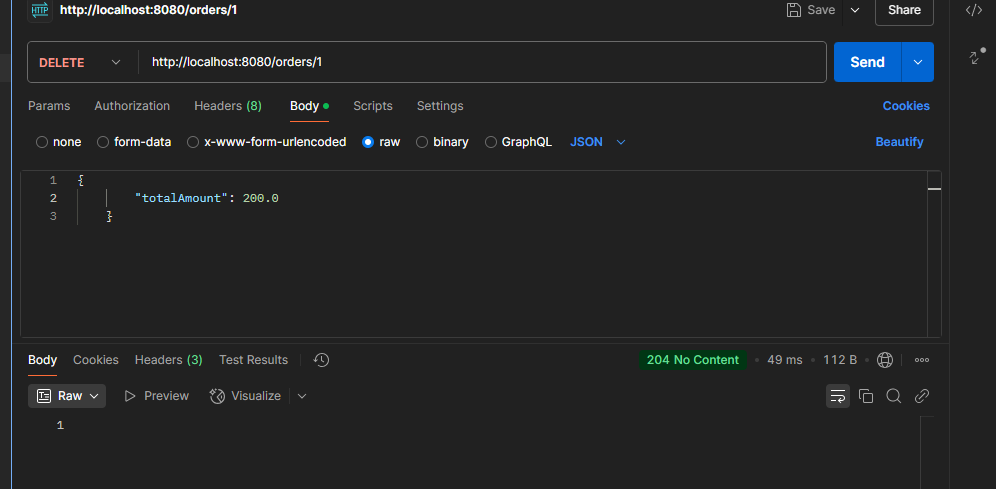 HTTP http://localhost:8080/orders/1 Save Share </>
DELETE http://localhost:8080/orders/1 Send
Params Authorization Headers (8) Body Scripts Settings Cookies
none form-data x-www-form-urlencoded raw binary GraphQL JSON Beautify
1 {
2 "totalAmount": 200.0
3 }
Body Cookies Headers (3) Test Results 204 No Content • 49 ms • 112 B
Raw Preview Visualize
1